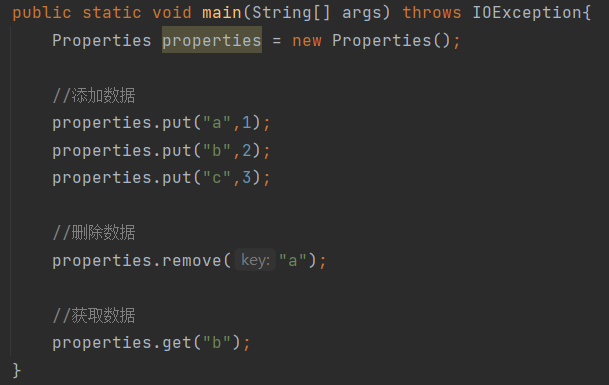 public static void main(String[] args) throws IOException{
Properties properties = new Properties();
//添加数据
properties.put("a",1);
properties.put("b",2);
properties.put("c",3);
//删除数据
properties.remove( key: "a");
//获取数据
properties.get("b");
}